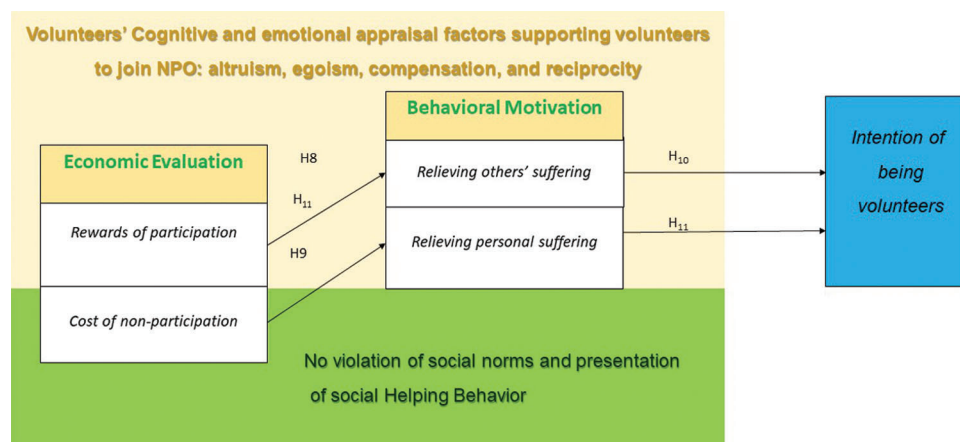 Volunteers' Cognitive and emotional appraisal factors supporting volunteers
to join NPO: altruism, egoism, compensation, and reciprocity
Behavioral Motivation
Economic Evaluation
H8
Relieving others' suffering
H10
Intention of
being
volunteers
H11
Rewards of participation
H9
Relieving personal suffering
H11
Cost of non-participation
No violation of social norms and presentation
of social Helping Behavior